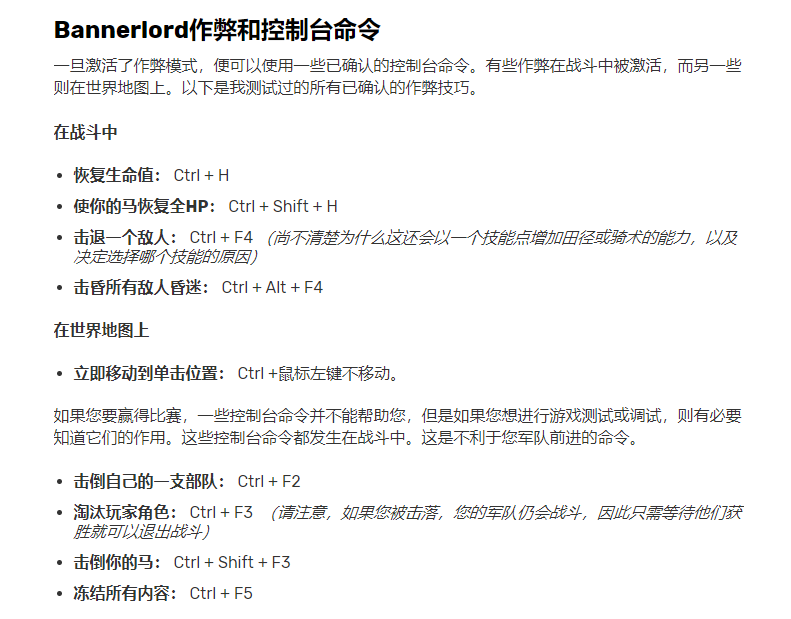 Bannerlord作弊和控制台命令
一旦激活了作弊模式，便可以使用一些已确认的控制台命令。有些作弊在战斗中被激活，而另一些
则在世界地图上。以下是我测试过的所有已确认的作弊技巧。
在战斗中
• 恢复生命值： Ctrl + H
• 使你的马恢复全HP： Ctrl + Shift + H
• 击退一个敌人： Ctrl + F4 （尚不清楚为什么这还会以一个技能点增加田径或骑术的能力，以及
决定选择哪个技能的原因）
• 击昏所有敌人昏迷： Ctrl + Alt + F4
在世界地图上
• 立即移动到单击位置： Ctrl +鼠标左键不移动。
如果您要赢得比赛，一些控制台命令并不能帮助您，但是如果您想进行游戏测试或调试，则有必要
知道它们的作用。这些控制台命令都发生在战斗中。这是不利于您军队前进的命令。
• 击倒自己的一支部队： Ctrl + F2
• 淘汰玩家角色： Ctrl + F3 （请注意，如果您被击落，您的军队仍会战斗，因此只需等待他们获
胜就可以退出战斗）
• 击倒你的马： Ctrl + Shift + F3
• 冻结所有内容： Ctrl + F5